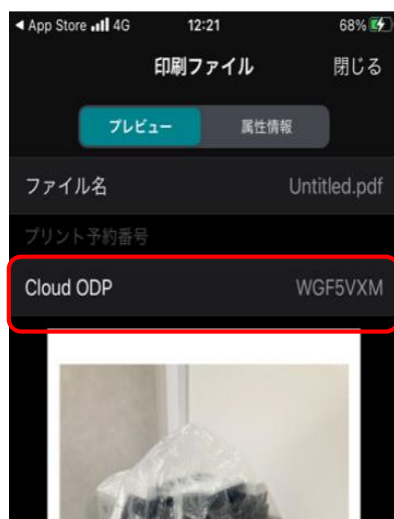 App Store 4G 12:21 68%
印刷ファイル 閉じる
プレビュー 属性情報
ファイル名 Untitled.pdf
プリント予約番号
Cloud ODP WGF5VXM